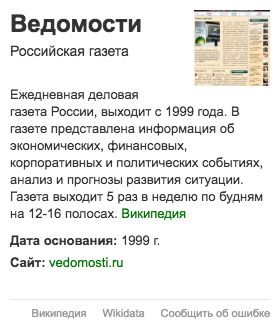 Ведомости
Российская газета
Ежедневная деловая
газета России, выходит с 1999 года. В
газете представлена информация об
экономических, финансовых,
корпоративных и политических событиях,
анализ и прогнозы развития ситуации.
Газета выходит 5 раз в неделю по будням
на 12-16 полосах. Википедия
Дата основания: 1999 г.
Сайт: vedomosti.ru
Википедия Wikidata Сообщить об ошибке